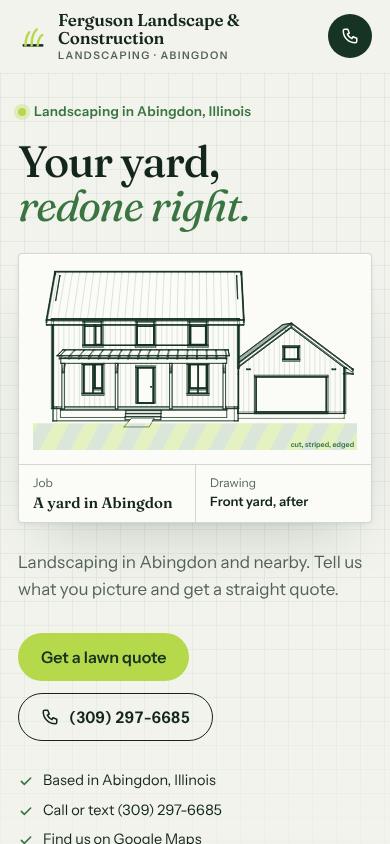 Ferguson Landscape &
Construction
LANDSCAPING · ABINGDON
Landscaping in Abingdon, Illinois
Your yard,
redone right.
cut, striped, edged
Job
A yard in Abingdon
Drawing
Front yard, after
Landscaping in Abingdon and nearby. Tell us
what you picture and get a straight quote.
Get a lawn quote
(309) 297-6685
Based in Abingdon, Illinois
Call or text (309) 297-6685
Find us on Google Maps